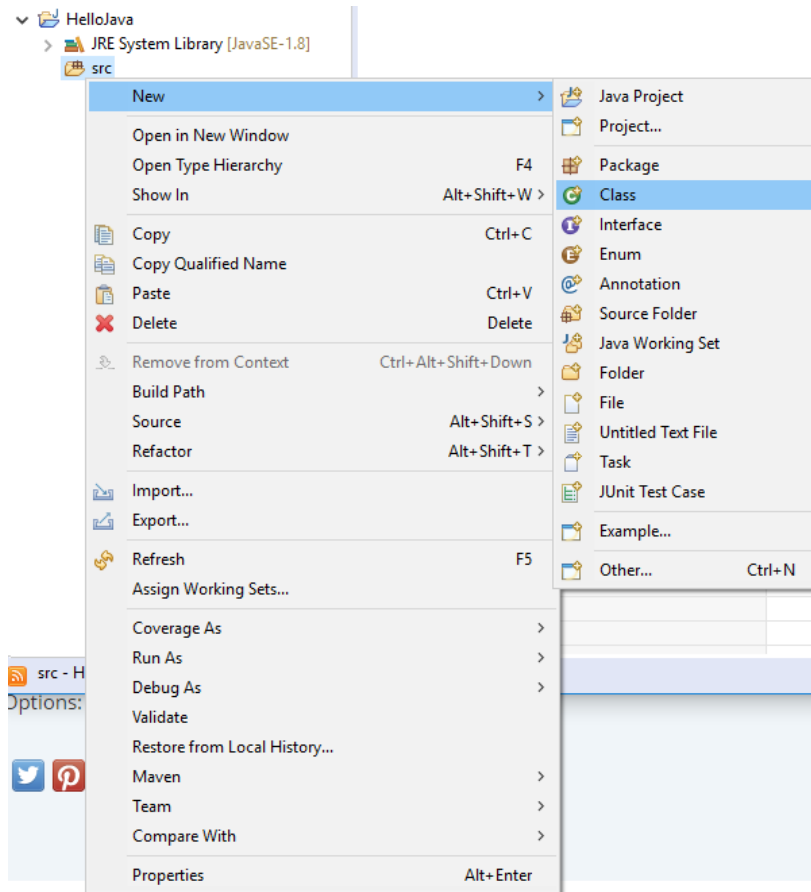 HelloJava
JRE System Library [JavaSE-1.8]
src
New
Open in New Window
Open Type Hierarchy F4
Show In Alt+Shift+W >
Copy Ctrl+C
Copy Qualified Name
Paste Ctrl+V
Delete Delete
Remove from Context Ctrl+Alt+Shift+Down
Build Path >
Source Alt+Shift+S >
Refactor Alt+Shift+T >
Import...
Export...
Refresh F5
Assign Working Sets...
Coverage As >
Run As >
Debug As >
Validate
Restore from Local History...
Maven >
Team >
Compare With >
Properties Alt+Enter
Java Project
Project...
Package
Class
Interface
Enum
Annotation
Source Folder
Java Working Set
Folder
File
Untitled Text File
Task
JUnit Test Case
Example...
Other... Ctrl+N
src - H
Options: